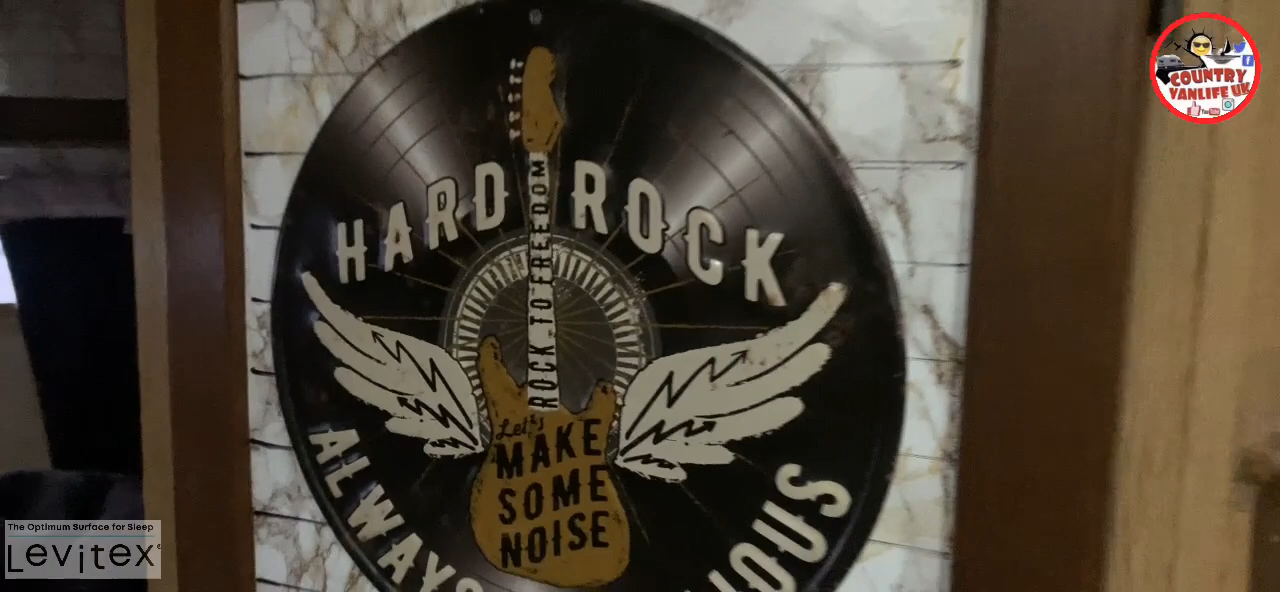 HARD ROCK
ROCK TO FREEDOM
Let's
MAKE
SOME
NOISE
ALWAYS
COUNTRY
VANLIFE UK
The Optimum Surface for Sleep
Levitex